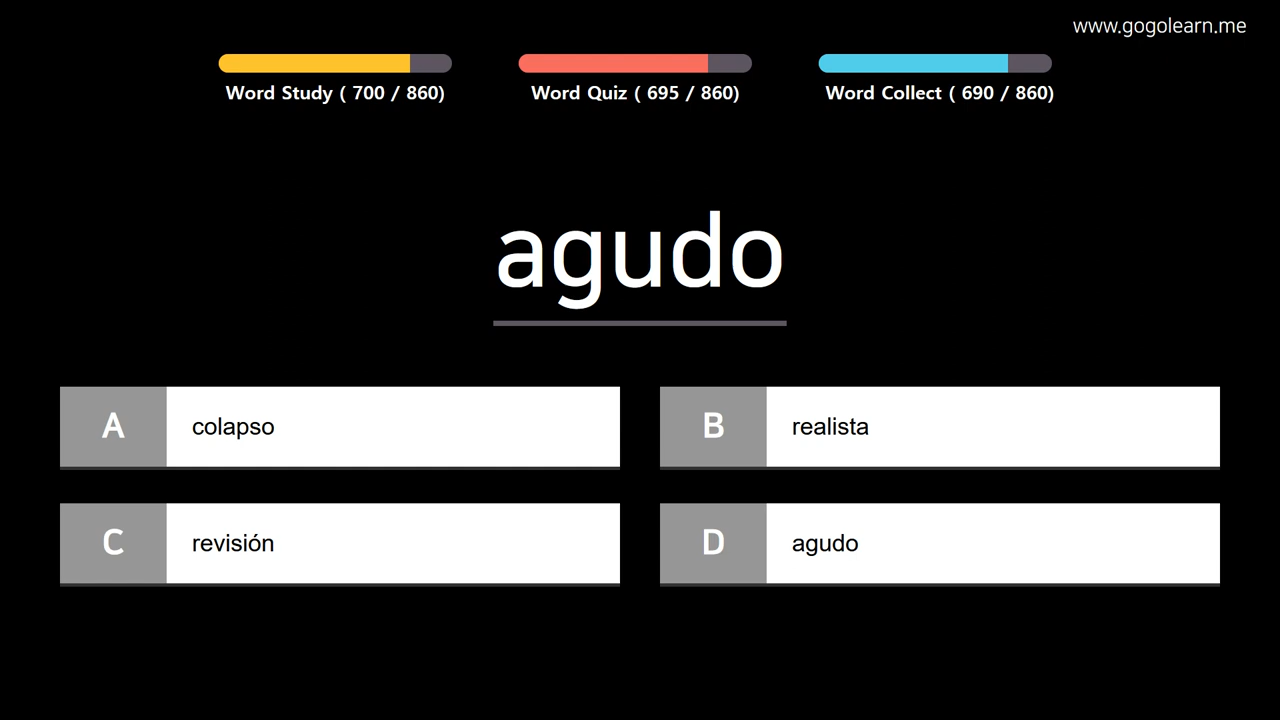 www.gogolearn.me
Word Study ( 700 / 860)
Word Quiz ( 695 / 860)
Word Collect ( 690 / 860)
agudo
A colapso
B realista
C revisión
D agudo